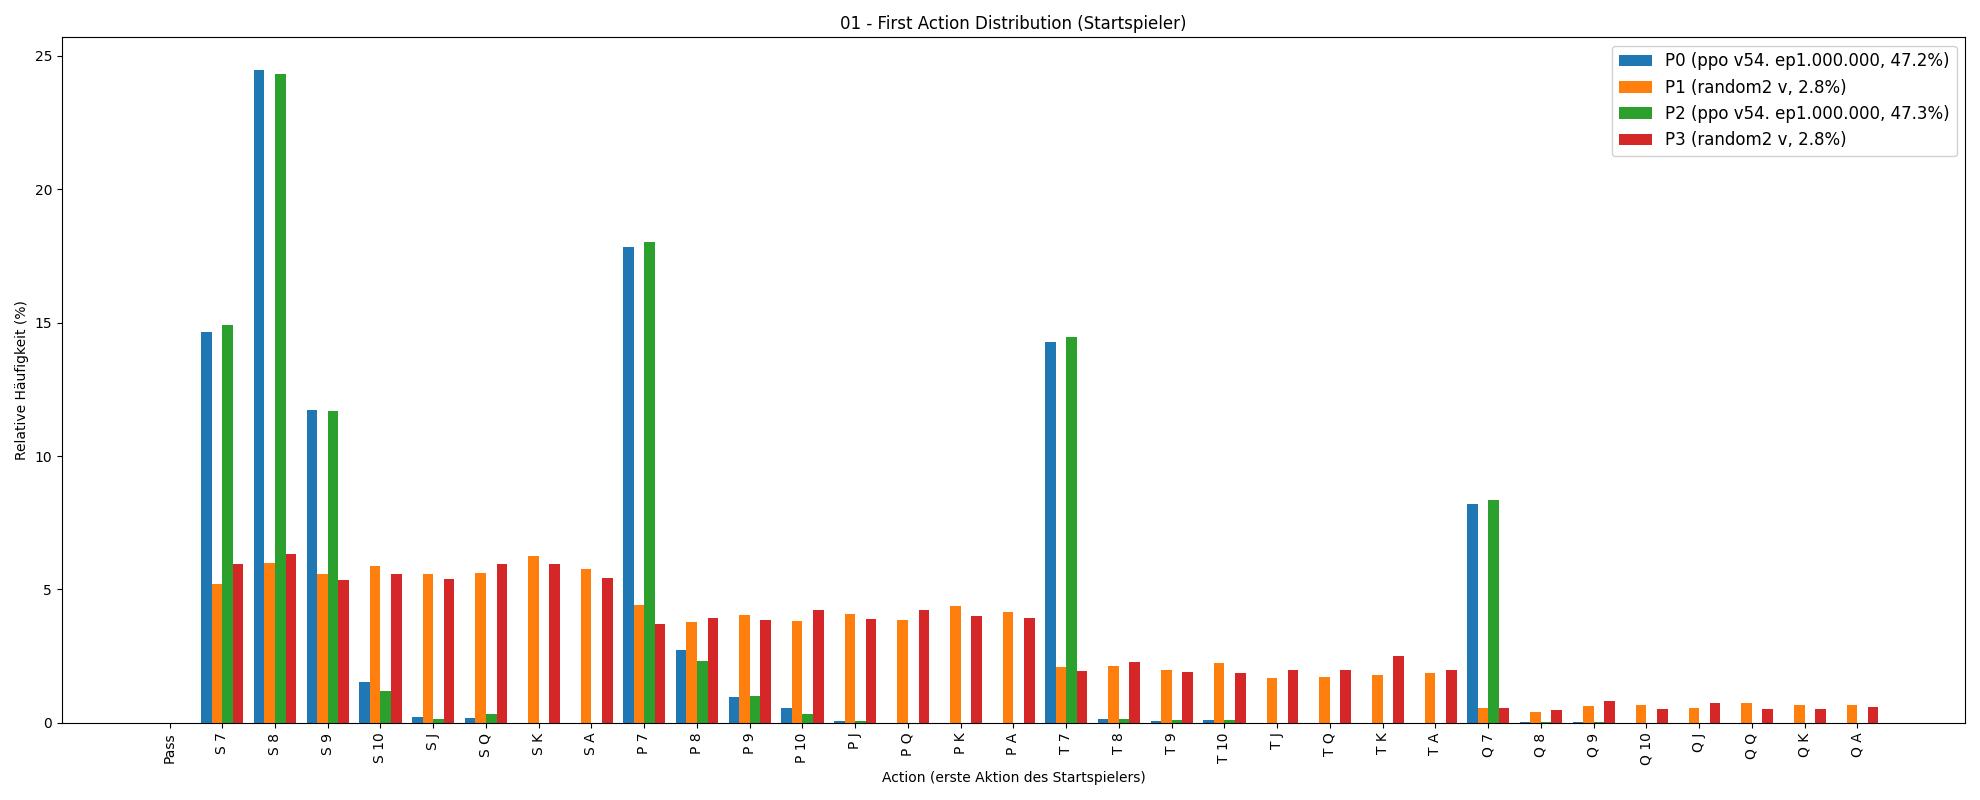 01 - First Action Distribution (Startspieler)
P0 (ppo v54. ep1.000.000, 47.2%)
P1 (random2 v, 2.8%)
P2 (ppo v54. ep1.000.000, 47.3%)
P3 (random2 v, 2.8%)
Relative Häufigkeit (%)
25
20
15
10
5
0
Pass
S 7
S 8
S 9
S 10
S J
S Q
S K
S A
P 7
P 8
P 9
P 10
P J
P Q
P K
P A
T 7
T 8
T 9
T 10
T J
T Q
T K
T A
Q 7
Q 8
Q 9
Q 10
Q J
Q Q
Q K
Q A
Action (erste Aktion des Startspielers)